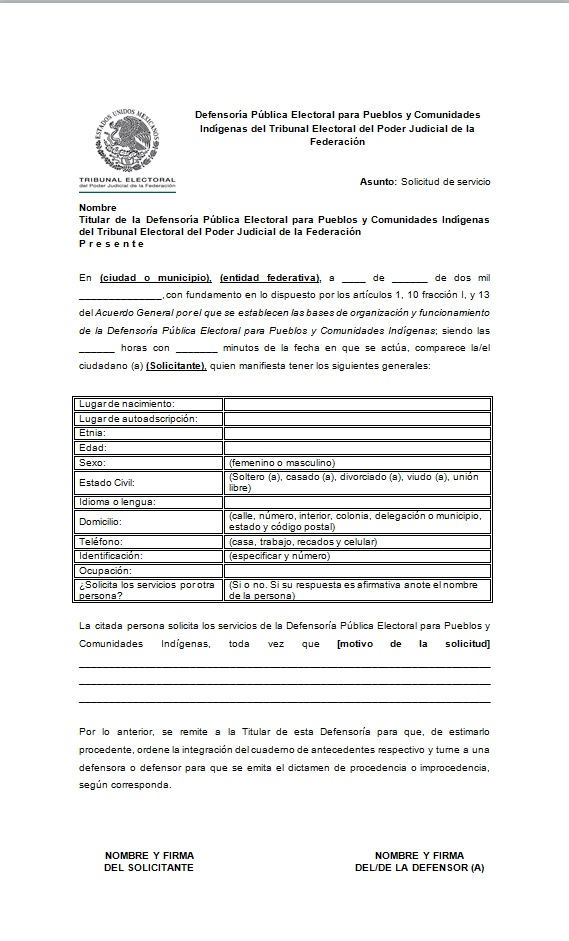 Defensoría Pública Electoral para Pueblos y Comunidades
Indígenas del Tribunal Electoral del Poder Judicial de la
Federación
ESTADOS UNIDOS MEXICANOS
TRIBUNAL ELECTORAL
del Poder Judicial de la Federación
Asunto: Solicitud de servicio
Nombre
Titular de la Defensoría Pública Electoral para Pueblos y Comunidades Indígenas
del Tribunal Electoral del Poder Judicial de la Federación
P r e s e n t e
En (ciudad o municipio), (entidad federativa), a ____ de ______ de dos mil
______________, con fundamento en lo dispuesto por los artículos 1, 10 fracción I, y 13
del Acuerdo General por el que se establecen las bases de organización y funcionamiento
de la Defensoría Pública Electoral para Pueblos y Comunidades Indígenas; siendo las
______ horas con _______ minutos de la fecha en que se actúa, comparece la/el
ciudadano (a) (Solicitante), quien manifiesta tener los siguientes generales:
Lugar de nacimiento:
Lugar de autoadscripción:
Etnia:
Edad:
Sexo: (femenino o masculino)
Estado Civil: (Soltero (a), casado (a), divorciado (a), viudo (a), unión
libre)
Idioma o lengua:
Domicilio: (calle, número, interior, colonia, delegación o municipio,
estado y código postal)
Teléfono: (casa, trabajo, recados y celular)
Identificación: (especificar y número)
Ocupación:
¿Solicita los servicios por otra (Si o no. Si su respuesta es afirmativa anote el nombre
persona? de la persona)
La citada persona solicita los servicios de la Defensoría Pública Electoral para Pueblos y
Comunidades Indígenas, toda vez que [motivo de la solicitud]
Por lo anterior, se remite a la Titular de esta Defensoría para que, de estimarlo
procedente, ordene la integración del cuaderno de antecedentes respectivo y turne a una
defensora o defensor para que se emita el dictamen de procedencia o improcedencia,
según corresponda.
NOMBRE Y FIRMA NOMBRE Y FIRMA
DEL SOLICITANTE DEL/DE LA DEFENSOR (A)